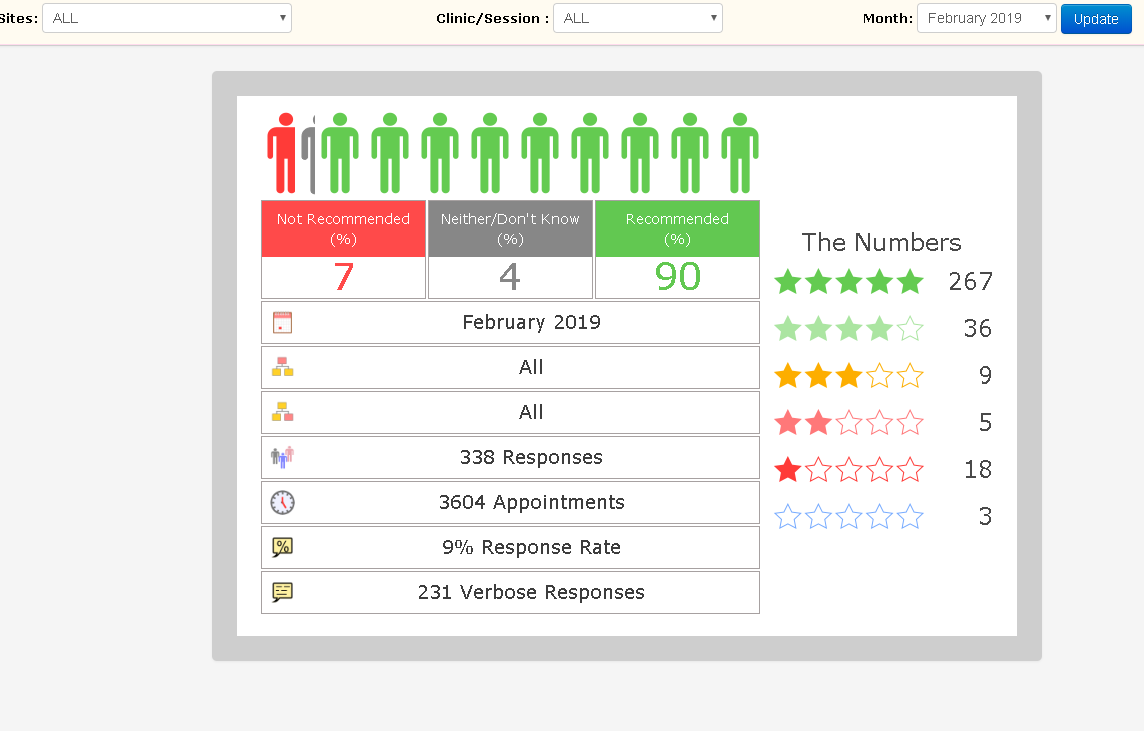 Sites: ALL Clinic/Session : ALL Month: February 2019 Update
Not Recommended (%)
Neither/Don't Know (%)
Recommended (%)
7 4 90
February 2019
All
All
338 Responses
3604 Appointments
9% Response Rate
231 Verbose Responses
The Numbers
267
36
9
5
18
3